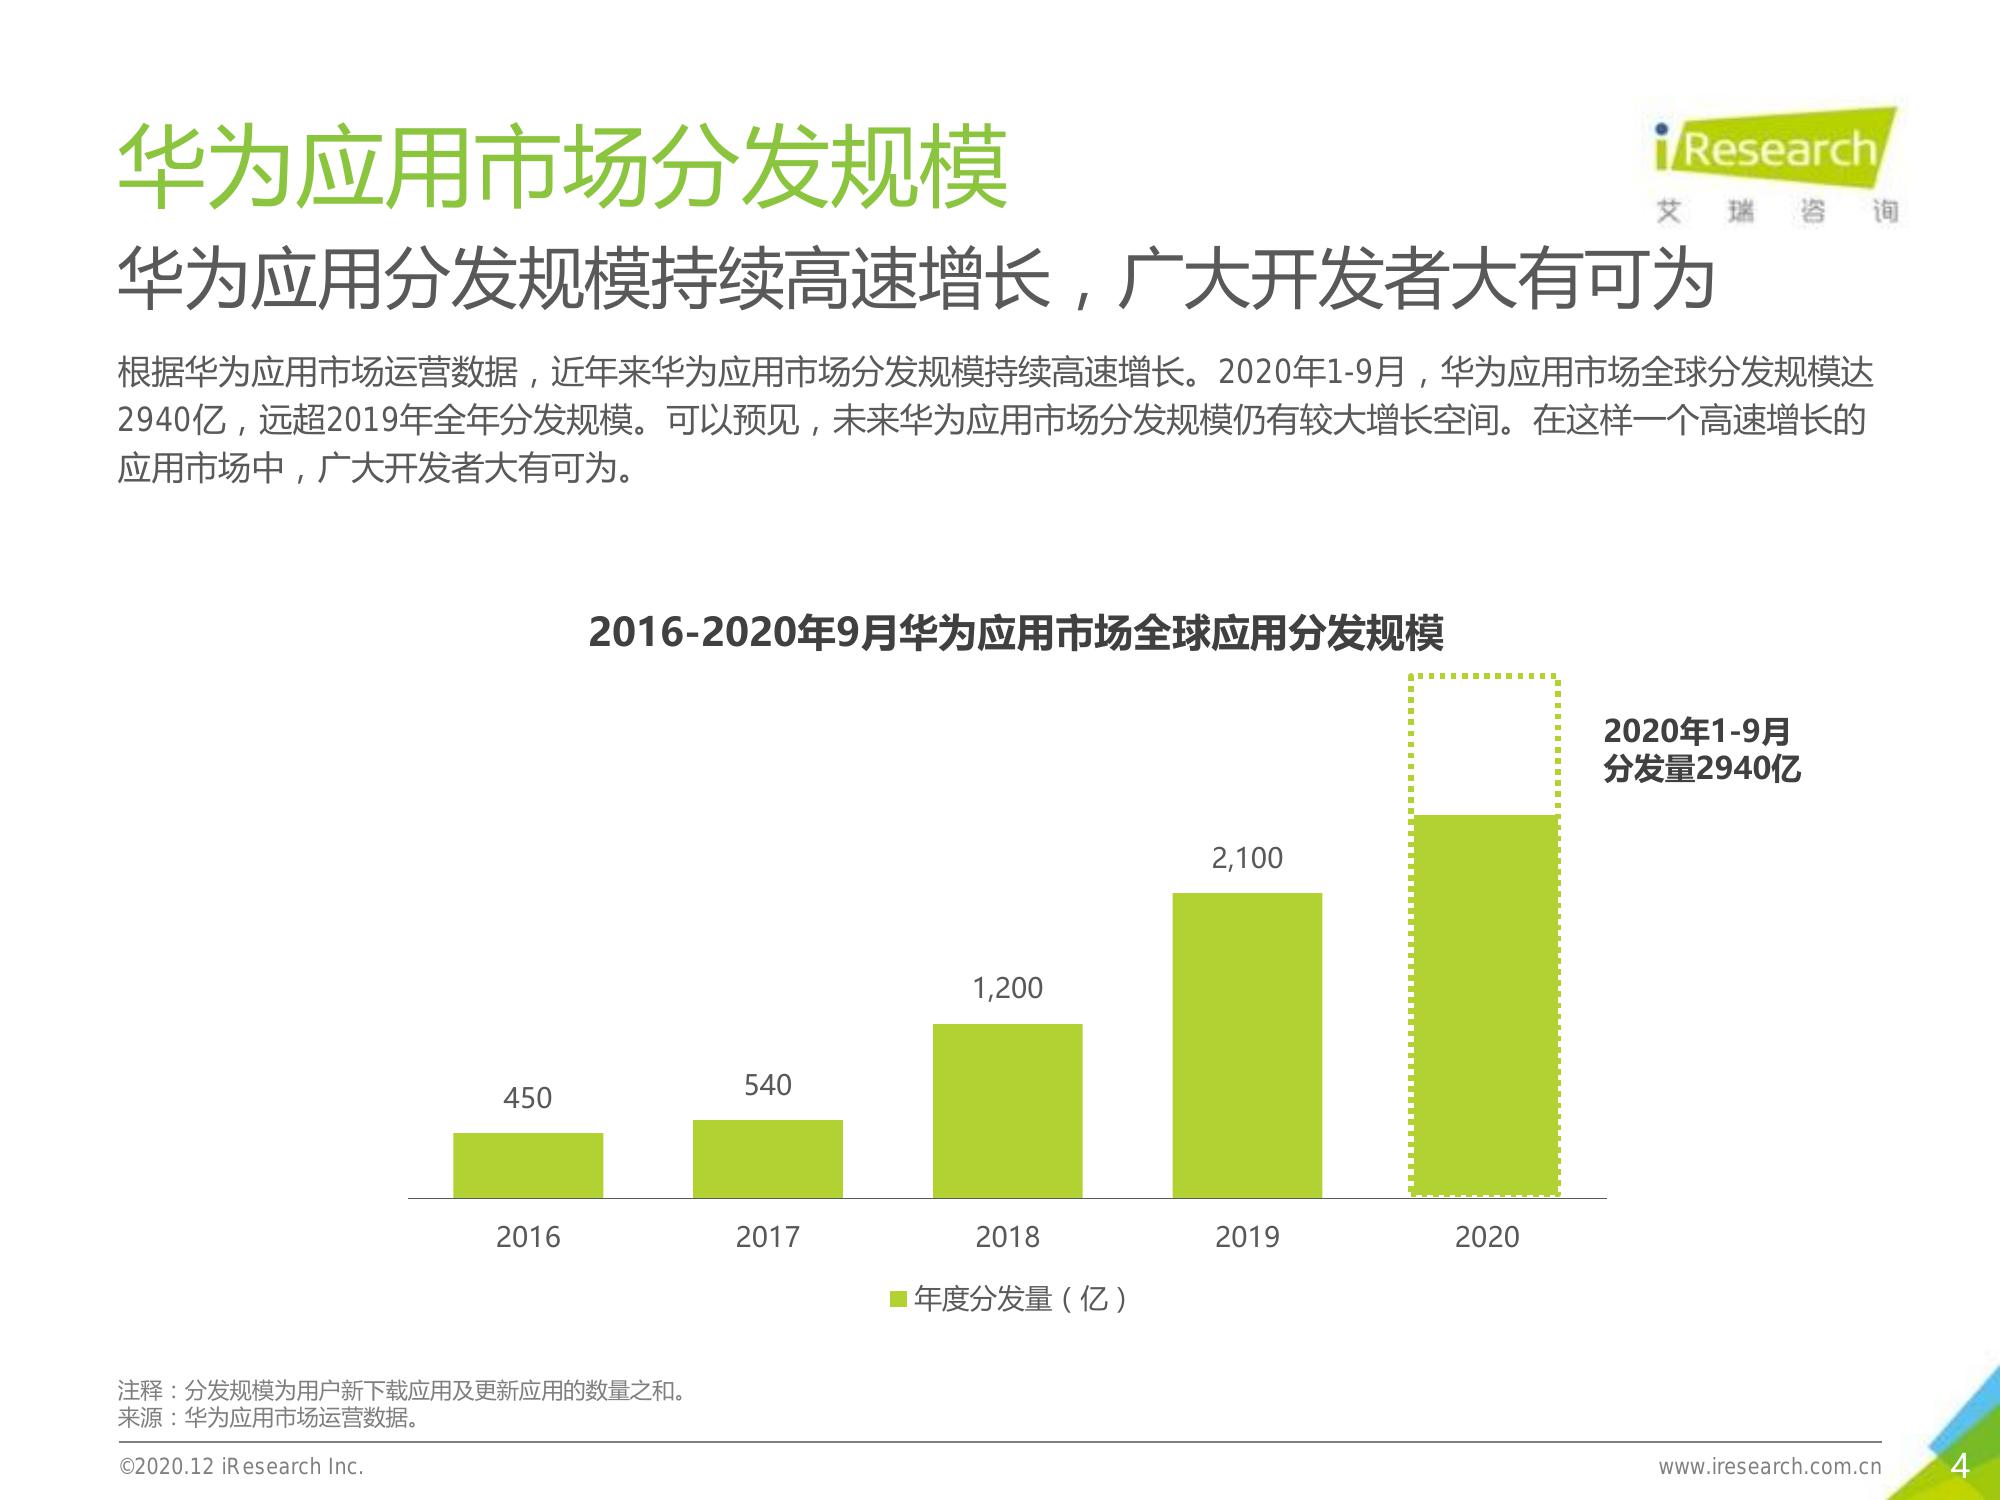 华为应用市场分发规模
iResearch
艾瑞咨询
华为应用分发规模持续高速增长，广大开发者大有可为
根据华为应用市场运营数据，近年来华为应用市场分发规模持续高速增长。2020年1-9月，华为应用市场全球分发规模达
2940亿，远超2019年全年分发规模。可以预见，未来华为应用市场分发规模仍有较大增长空间。在这样一个高速增长的
应用市场中，广大开发者大有可为。
2016-2020年9月华为应用市场全球应用分发规模
2020年1-9月
分发量2940亿
2,100
1,200
540
450
2016 2017 2018 2019 2020
年度分发量（亿）
注释：分发规模为用户新下载应用及更新应用的数量之和。
来源：华为应用市场运营数据。
©2020.12 iResearch Inc.
www.iresearch.com.cn
4